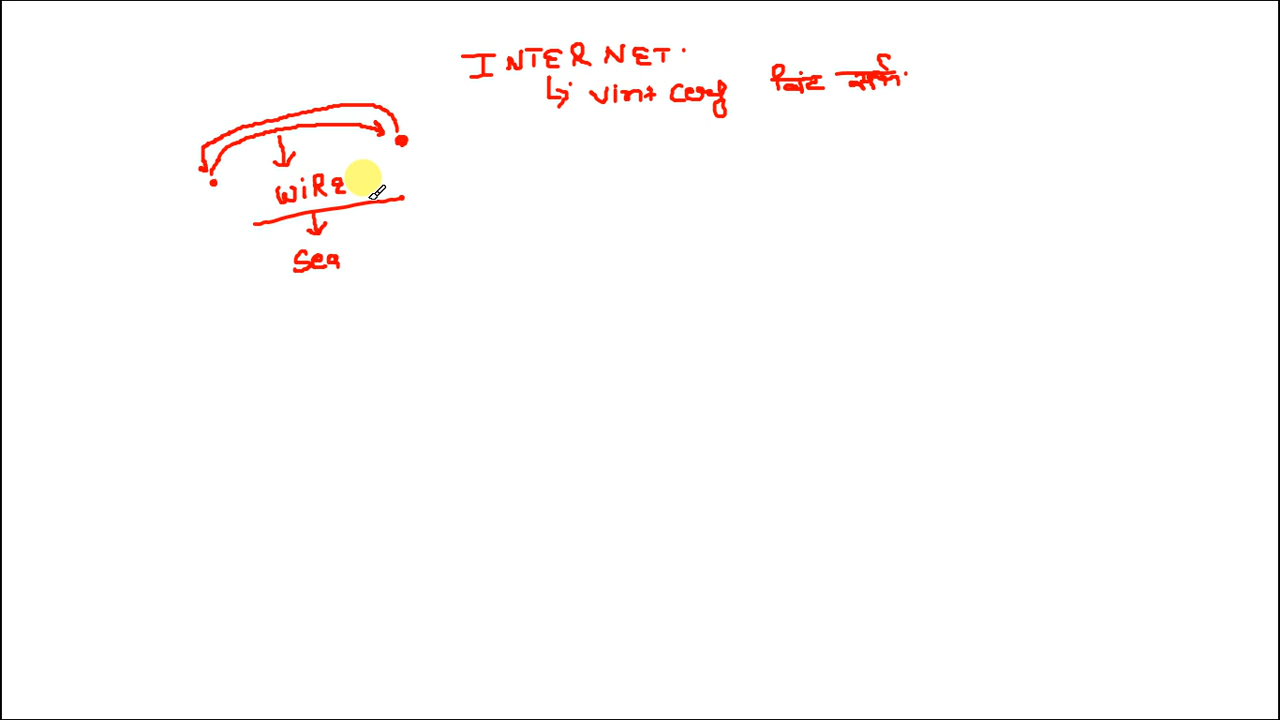 INTERNET.
↳ vint cerf
WiRe
Sea